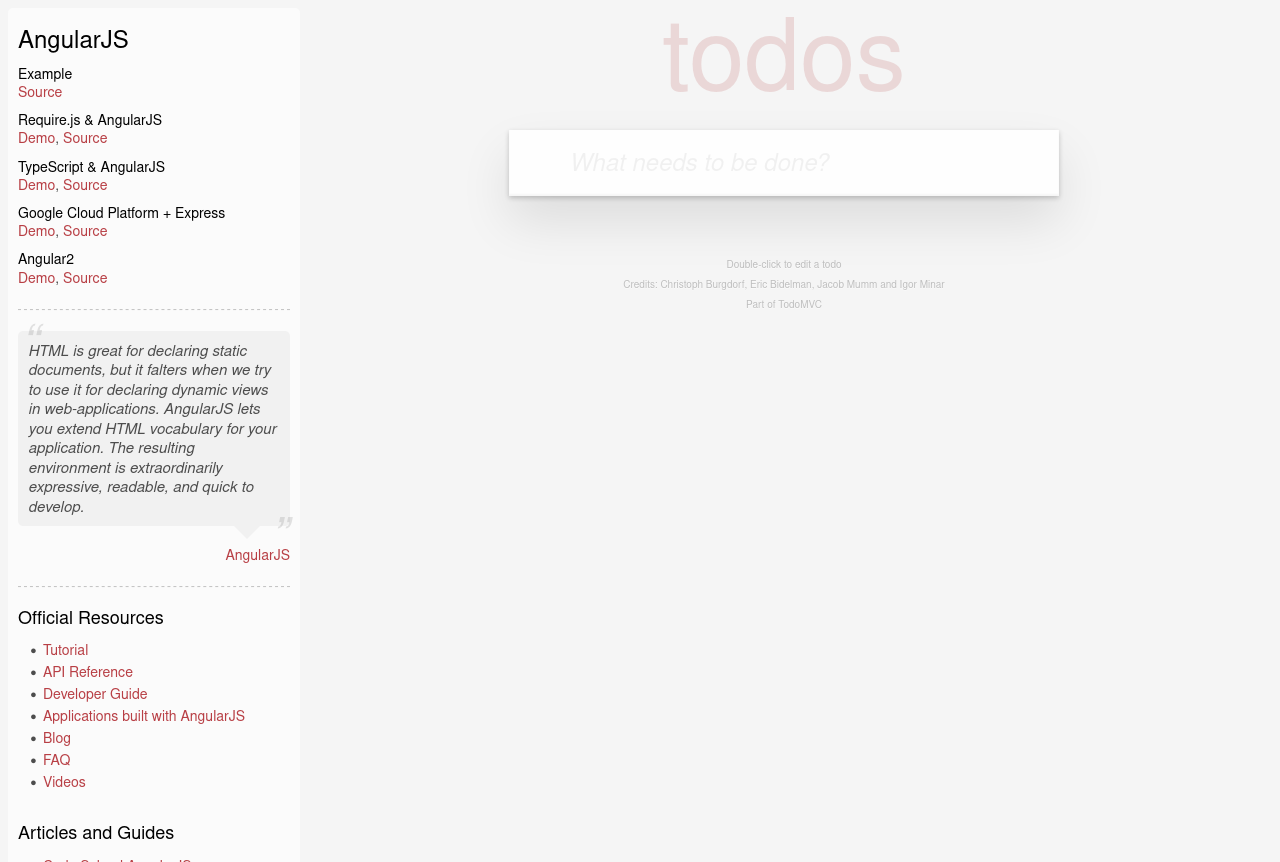 AngularJS
Example
Source
Require.js & AngularJS
Demo, Source
TypeScript & AngularJS
Demo, Source
Google Cloud Platform + Express
Demo, Source
Angular2
Demo, Source
“
HTML is great for declaring static
documents, but it falters when we try
to use it for declaring dynamic views
in web-applications. AngularJS lets
you extend HTML vocabulary for your
application. The resulting
environment is extraordinarily
expressive, readable, and quick to
develop.
”
AngularJS
Official Resources
• Tutorial
• API Reference
• Developer Guide
• Applications built with AngularJS
• Blog
• FAQ
• Videos
Articles and Guides
todos
What needs to be done?
Double-click to edit a todo
Credits: Christoph Burgdorf, Eric Bidelman, Jacob Mumm and Igor Minar
Part of TodoMVC